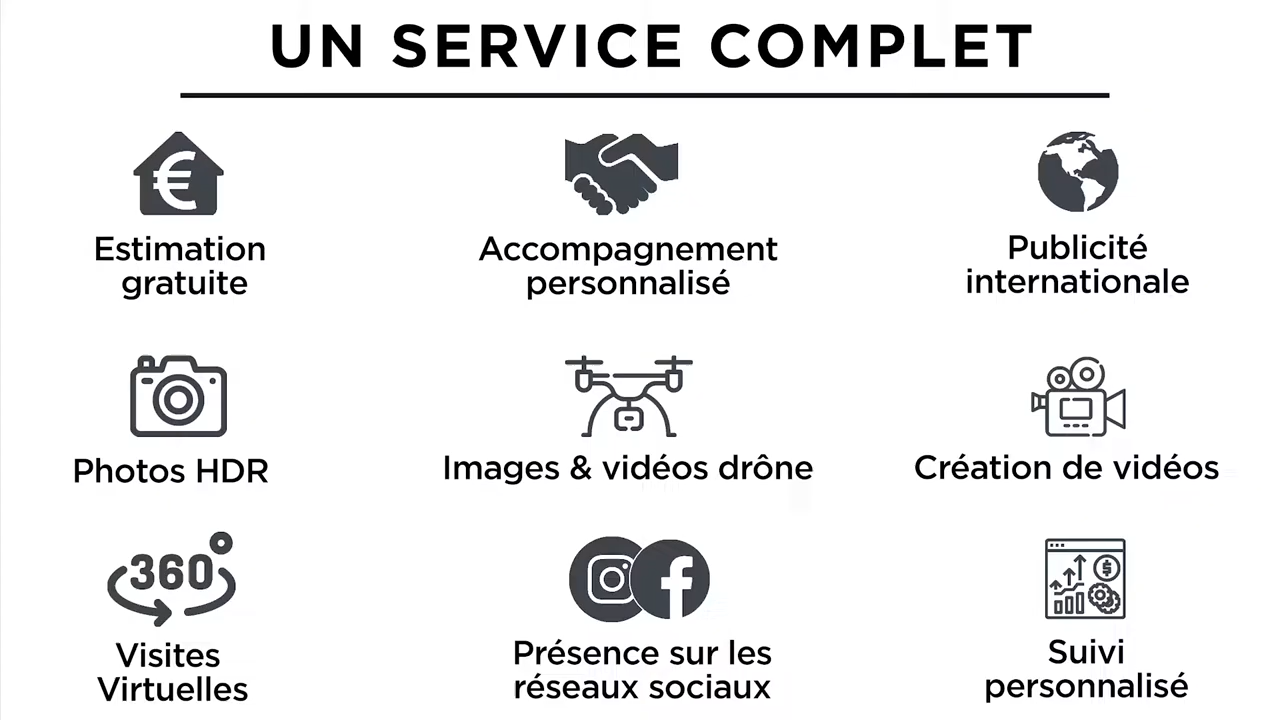 UN SERVICE COMPLET
€
Estimation
gratuite
Accompagnement
personnalisé
Publicité
internationale
Photos HDR
Images & vidéos drône
Création de vidéos
360°
Visites
Virtuelles
f
Présence sur les
réseaux sociaux
$
Suivi
personnalisé